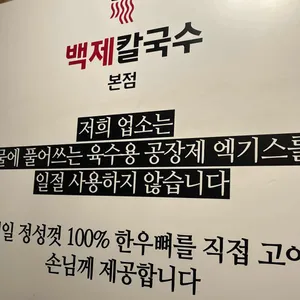 백제칼국수
본점
저희 업소는
물에 풀어쓰는 육수용 공장제 엑기스를
일절 사용하지 않습니다
일 정성껏 100% 한우뼈를 직접 고아
손님께 제공합니다